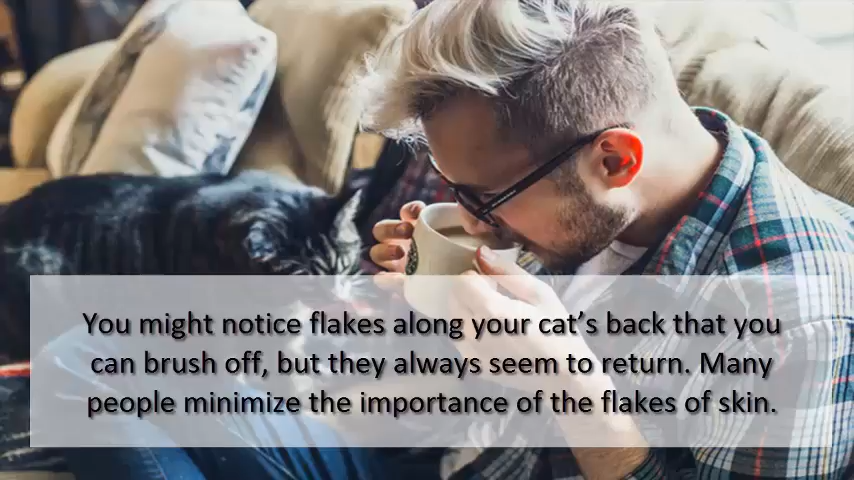 You might notice flakes along your cat’s back that you
can brush off, but they always seem to return. Many
people minimize the importance of the flakes of skin.